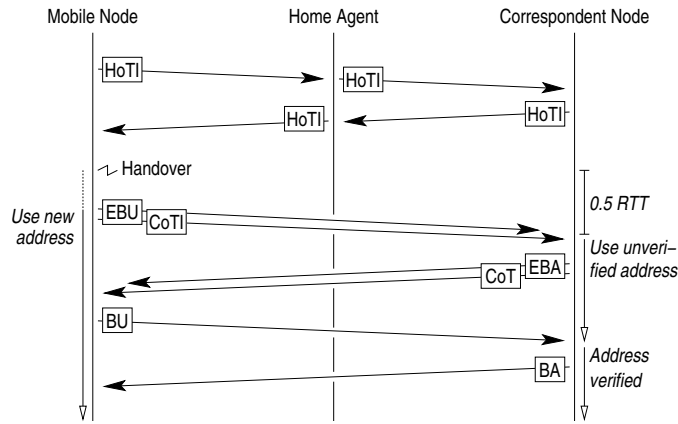 Mobile Node
Home Agent
Correspondent Node
HoTI
HoTI
HoTI
HoTI
Handover
0.5 RTT
Use new
address
EBU
CoTI
Use unveri–
fied address
EBA
CoT
BU
Address
verified
BA